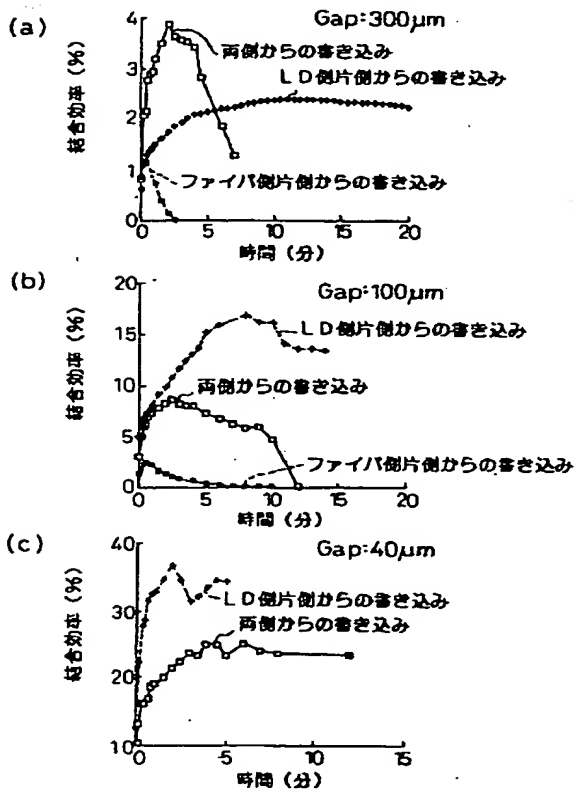 (a)
Gap:300μm
結合効率 (%)
4
3
2
1
0
両側からの書き込み
LD側片側からの書き込み
ファイバ側片側からの書き込み
0 5 10 15 20
時間 (分)
(b)
Gap:100μm
結合効率 (%)
20
15
10
5
0
LD側片側からの書き込み
両側からの書き込み
ファイバ側片側からの書き込み
0 5 10 15 20
時間 (分)
(c)
Gap:40μm
結合効率 (%)
40
30
20
10
LD側片側からの書き込み
両側からの書き込み
0 5 10 15
時間 (分)